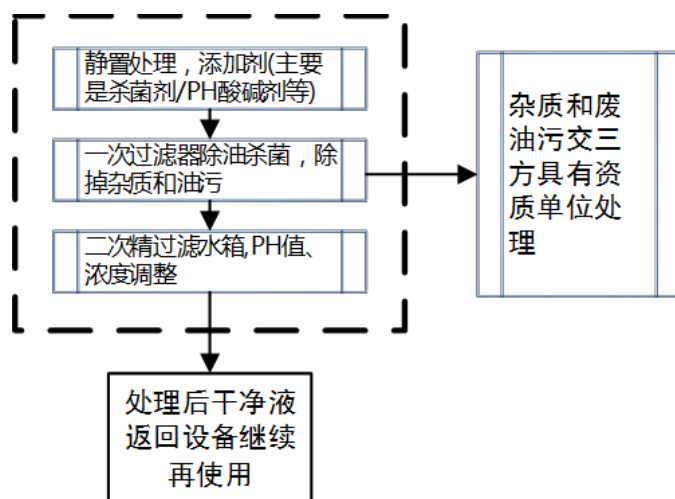 静置处理，添加剂(主要
是杀菌剂/PH酸碱剂等)
一次过滤器除油杀菌，除
掉杂质和油污
二次精过滤水箱,PH值、
浓度调整
杂质和废
油污交三
方具有资
质单位处
理
处理后干净液
返回设备继续
再使用